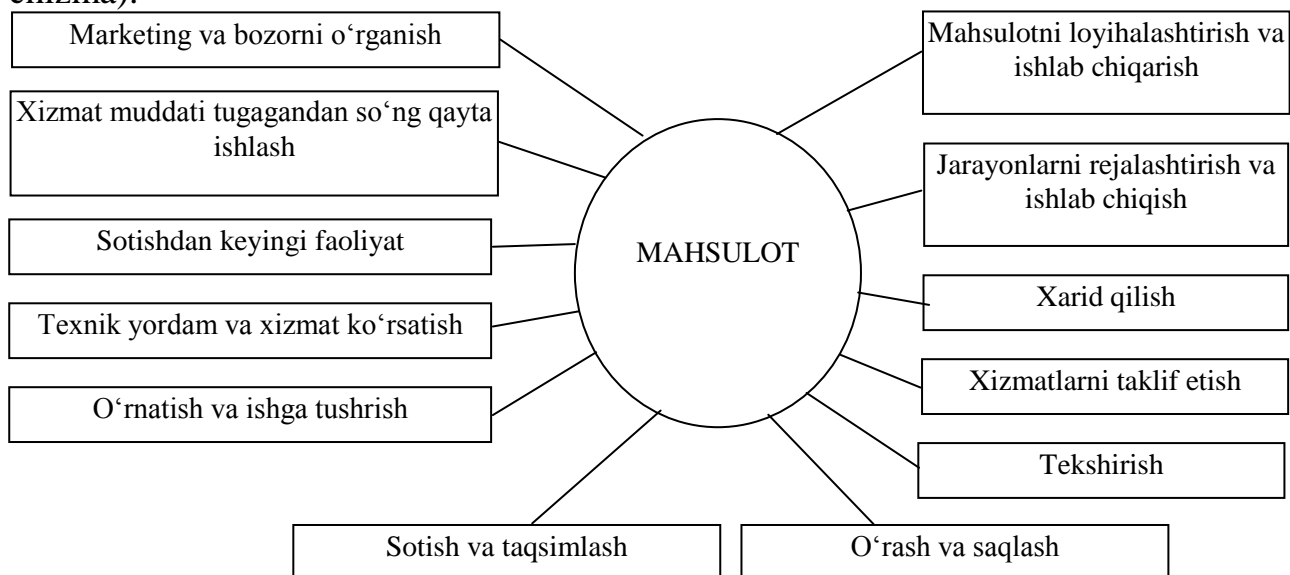 chizma).
Marketing va bozorni o‘rganish
Mahsulotni loyihalashtirish va
ishlab chiqarish
Xizmat muddati tugagandan so‘ng qayta
ishlash
Jarayonlarni rejalashtirish va
ishlab chiqish
Sotishdan keyingi faoliyat
MAHSULOT
Xarid qilish
Texnik yordam va xizmat ko‘rsatish
Xizmatlarni taklif etish
O‘rnatish va ishga tushrish
Tekshirish
Sotish va taqsimlash
O‘rash va saqlash